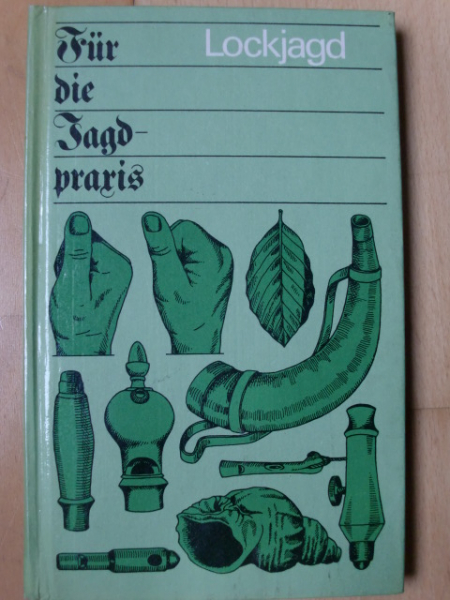 Für
Lockjagd
die
Jagd-
praxis